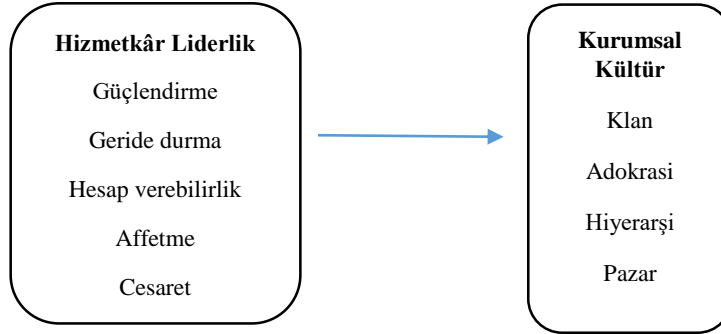 Hizmetkâr Liderlik
Güçlendirme
Geride durma
Hesap verebilirlik
Affetme
Cesaret
Kurumsal
Kültür
Klan
Adokrasi
Hiyerarşi
Pazar